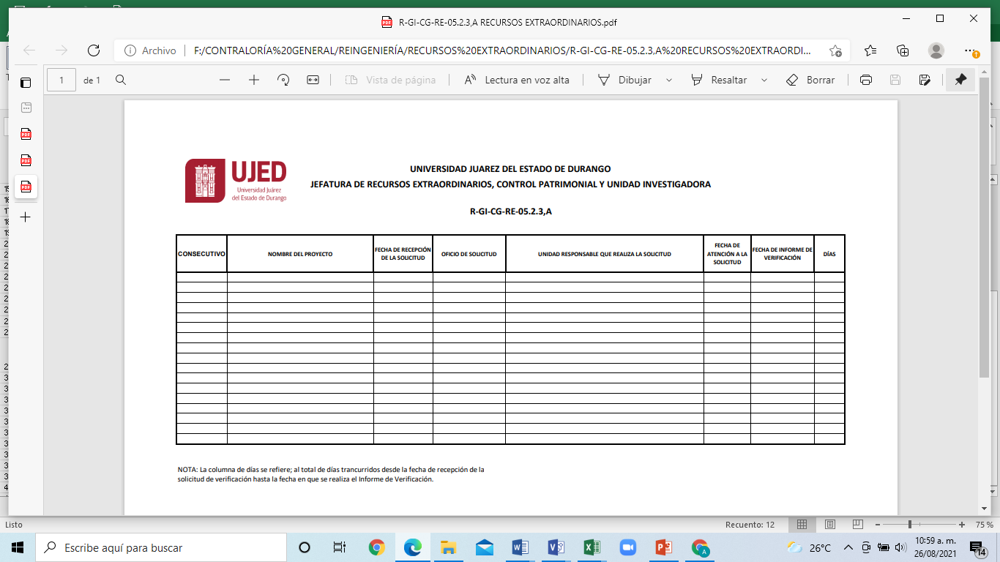 R-GI-CG-RE-05.2.3,A RECURSOS EXTRAORDINARIOS.pdf
Archivo
F:/CONTRALORÍA%20GENERAL/REINGENIERÍA/RECURSOS%20EXTRAORDINARIOS/R-GI-CG-RE-05.2.3,A%20RECURSOS%20EXTRAORDI...
1 de 1
Vista de página
Lectura en voz alta
Dibujar
Resaltar
Borrar
UJED
Universidad Juárez
del Estado de Durango
UNIVERSIDAD JUAREZ DEL ESTADO DE DURANGO
JEFATURA DE RECURSOS EXTRAORDINARIOS, CONTROL PATRIMONIAL Y UNIDAD INVESTIGADORA
R-GI-CG-RE-05.2.3,A
CONSECUTIVO
NOMBRE DEL PROYECTO
FECHA DE RECEPCIÓN
DE LA SOLICITUD
OFICIO DE SOLICITUD
UNIDAD RESPONSABLE QUE REALIZA LA SOLICITUD
FECHA DE
ATENCIÓN A LA
SOLICITUD
FECHA DE INFORME DE
VERIFICACIÓN
DÍAS
NOTA: La columna de días se refiere; al total de días trancurridos desde la fecha de recepción de la
solicitud de verificación hasta la fecha en que se realiza el Informe de Verificación.
Listo
Recuento: 12
75 %
Escribe aquí para buscar
26°C
10:59 a. m.
26/08/2021
14